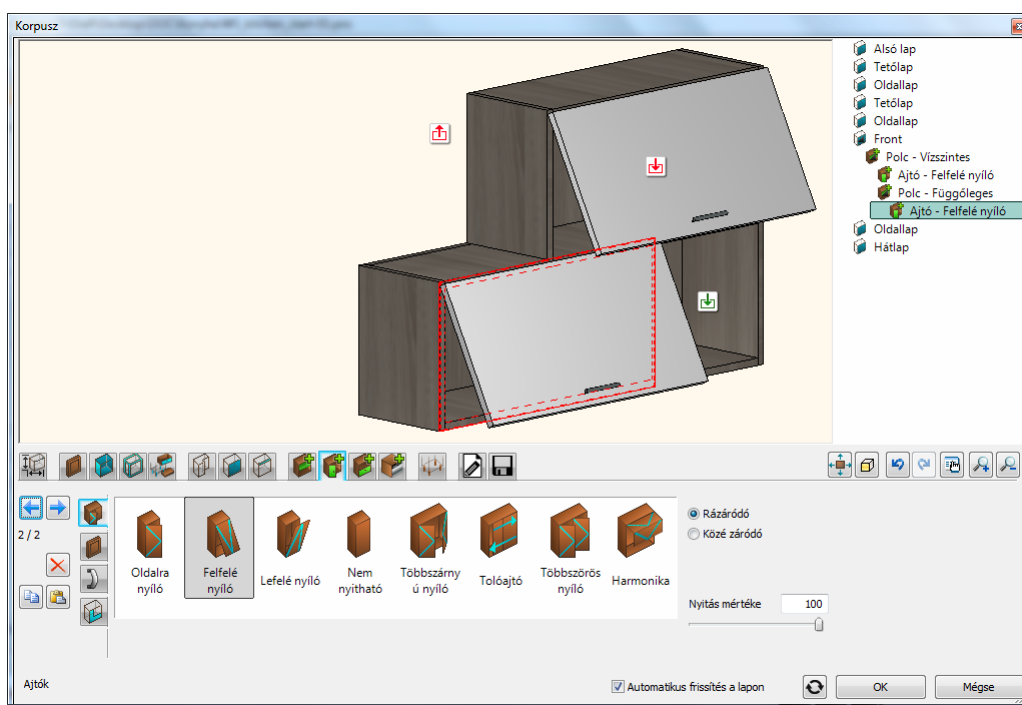 Korpusz
Alsó lap
Tetőlap
Oldallap
Tetőlap
Oldallap
Front
Polc - Vízszintes
Ajtó - Felfelé nyíló
Polc - Függőleges
Ajtó - Felfelé nyíló
Oldallap
Hátlap
2 / 2
Oldalra
nyíló
Felfelé
nyíló
Lefelé nyíló
Nem
nyitható
Többszárny
ú nyíló
Tolóajtó
Többszörös
nyíló
Harmonika
Rázáródó
Közé záródó
Nyitás mértéke 100
Ajtók
Automatikus frissítés a lapon
OK
Mégse